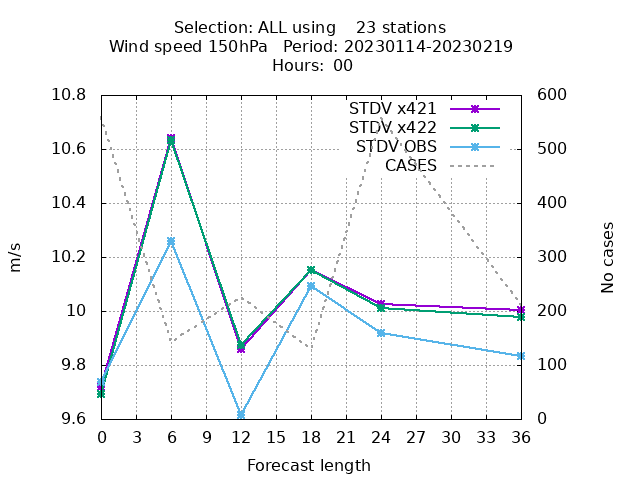 Selection: ALL using    23 stations
Wind speed 150hPa   Period: 20230114-20230219
Hours:  00
10.8
10.6
10.4
10.2
10
9.8
9.6
m/s
STDV x421
STDV x422
STDV OBS
CASES
600
500
400
300
200
100
0
No cases
0 3 6 9 12 15 18 21 24 27 30 33 36
Forecast length